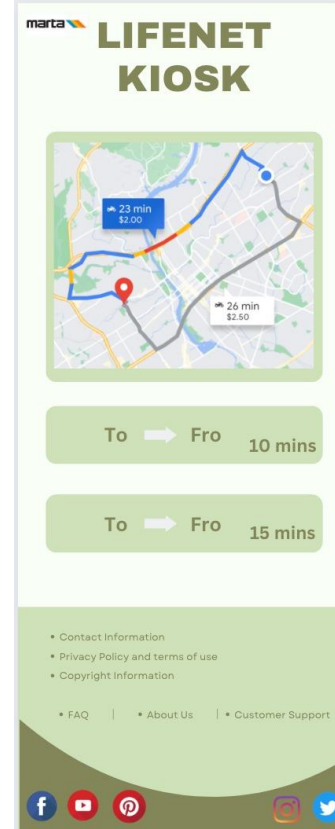 marta
LIFENET
KIOSK
23 min
$2.00
26 min
$2.50
To Fro 10 mins
To Fro 15 mins
• Contact Information
• Privacy Policy and terms of use
• Copyright Information
• FAQ | • About Us | • Customer Support